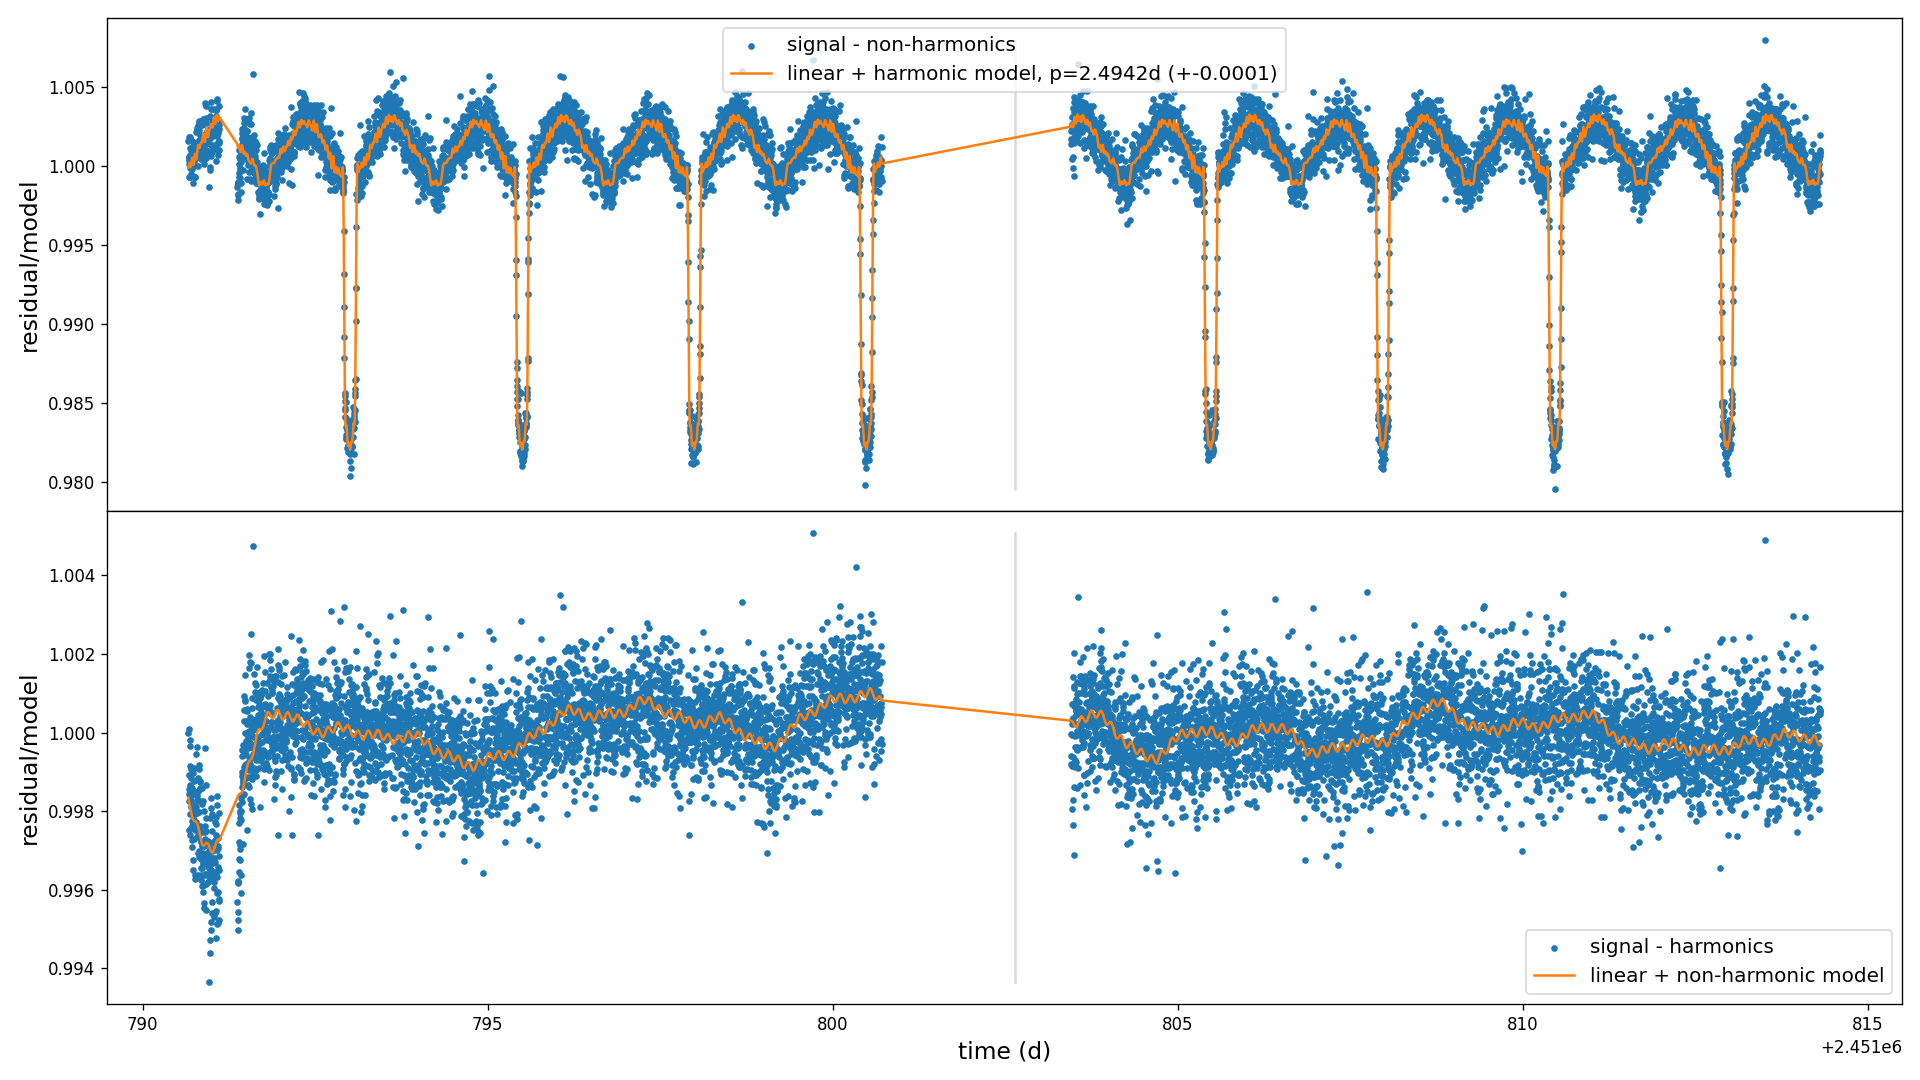 signal - non-harmonics
linear + harmonic model, p=2.4942d (+-0.0001)
1.005
1.000
0.995
0.990
0.985
0.980
residual/model
1.004
1.002
1.000
0.998
0.996
0.994
residual/model
signal - harmonics
linear + non-harmonic model
790
795
800
805
810
815
+2.451e6
time (d)